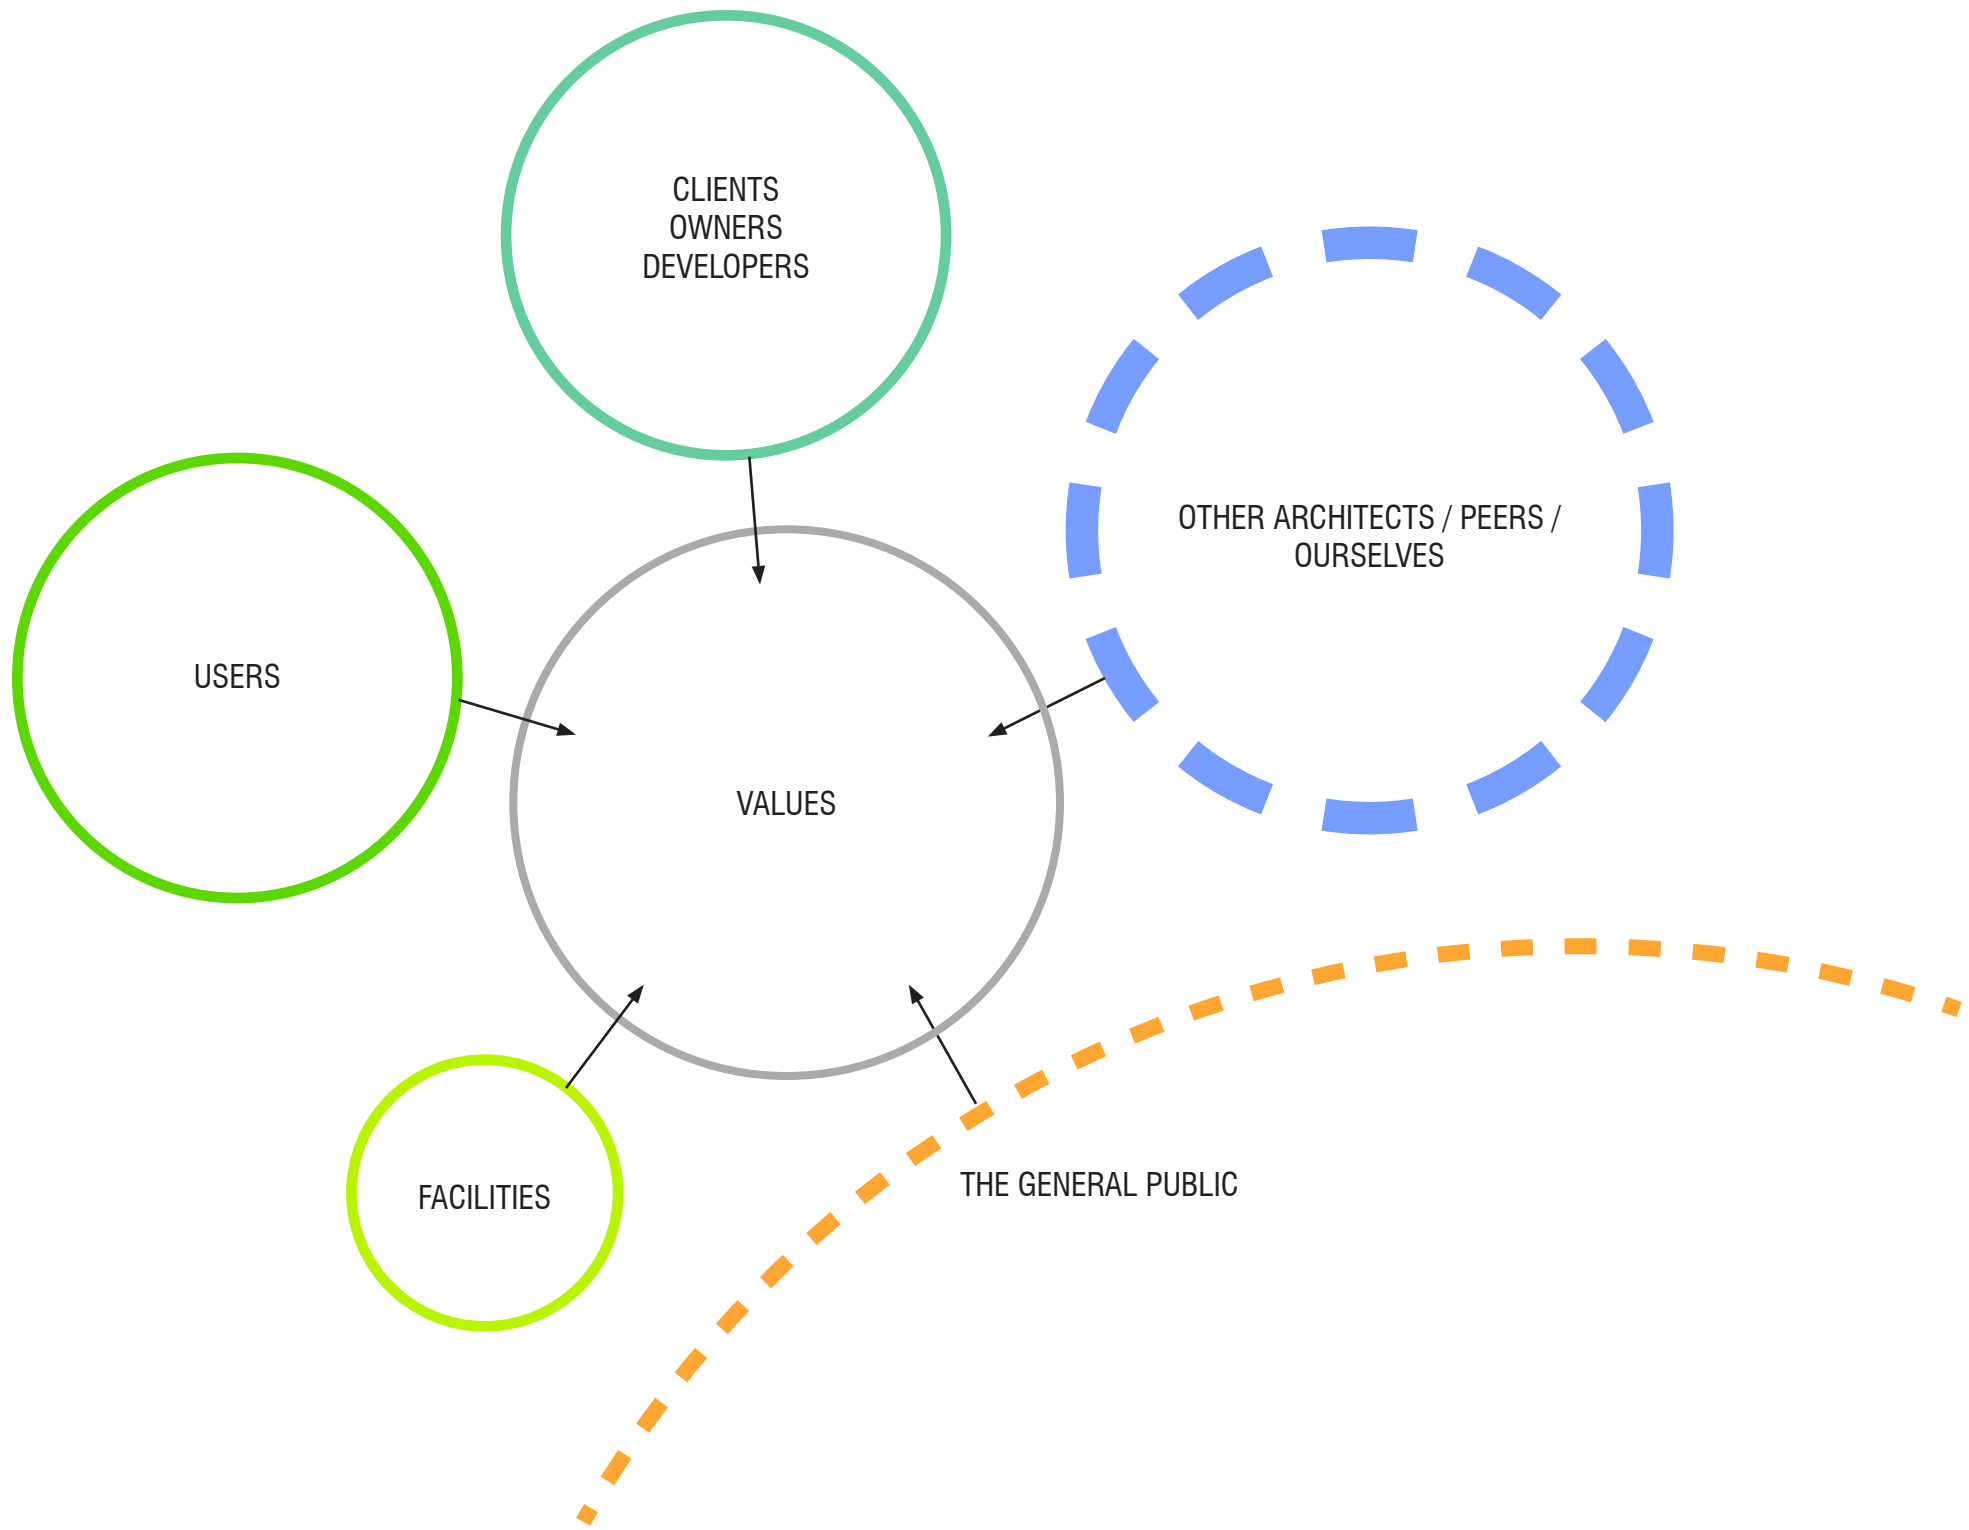 CLIENTS
OWNERS
DEVELOPERS
OTHER ARCHITECTS / PEERS /
OURSELVES
USERS
VALUES
FACILITIES
THE GENERAL PUBLIC